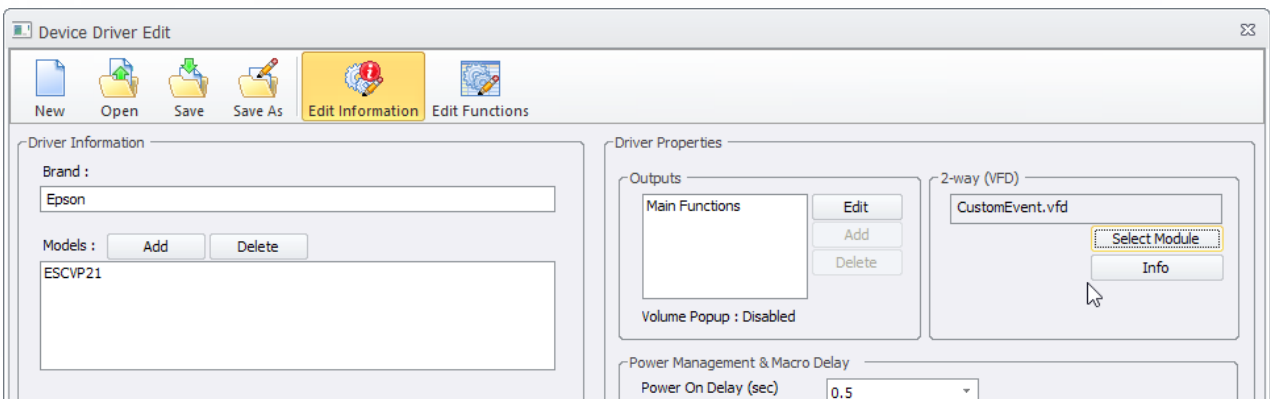 Device Driver Edit
New Open Save Save As Edit Information Edit Functions
Driver Information
Brand :
Epson
Models : Add Delete
ESCVP21
Driver Properties
Outputs
Main Functions
Edit
Add
Delete
Volume Popup : Disabled
2-way (VFD)
CustomEvent.vfd
Select Module
Info
Power Management & Macro Delay
Power On Delay (sec) 0.5